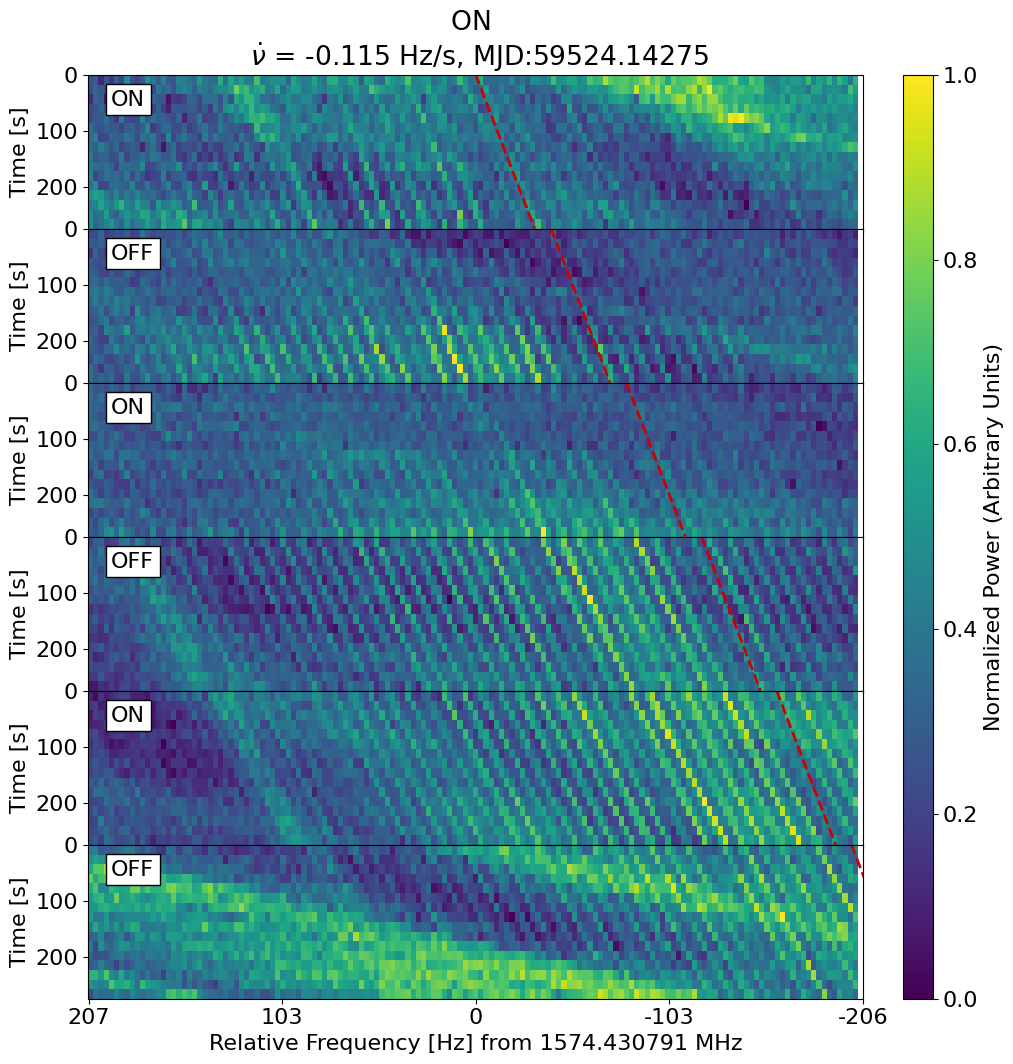 ON
ν̇ = -0.115 Hz/s, MJD:59524.14275
0
ON
100
Time [s]
200
0
OFF
100
Time [s]
200
0
ON
100
Time [s]
200
0
OFF
100
Time [s]
200
0
ON
100
Time [s]
200
0
OFF
100
Time [s]
200
207 103 0 -103 -206
Relative Frequency [Hz] from 1574.430791 MHz
1.0
0.8
0.6
0.4
0.2
0.0
Normalized Power (Arbitrary Units)